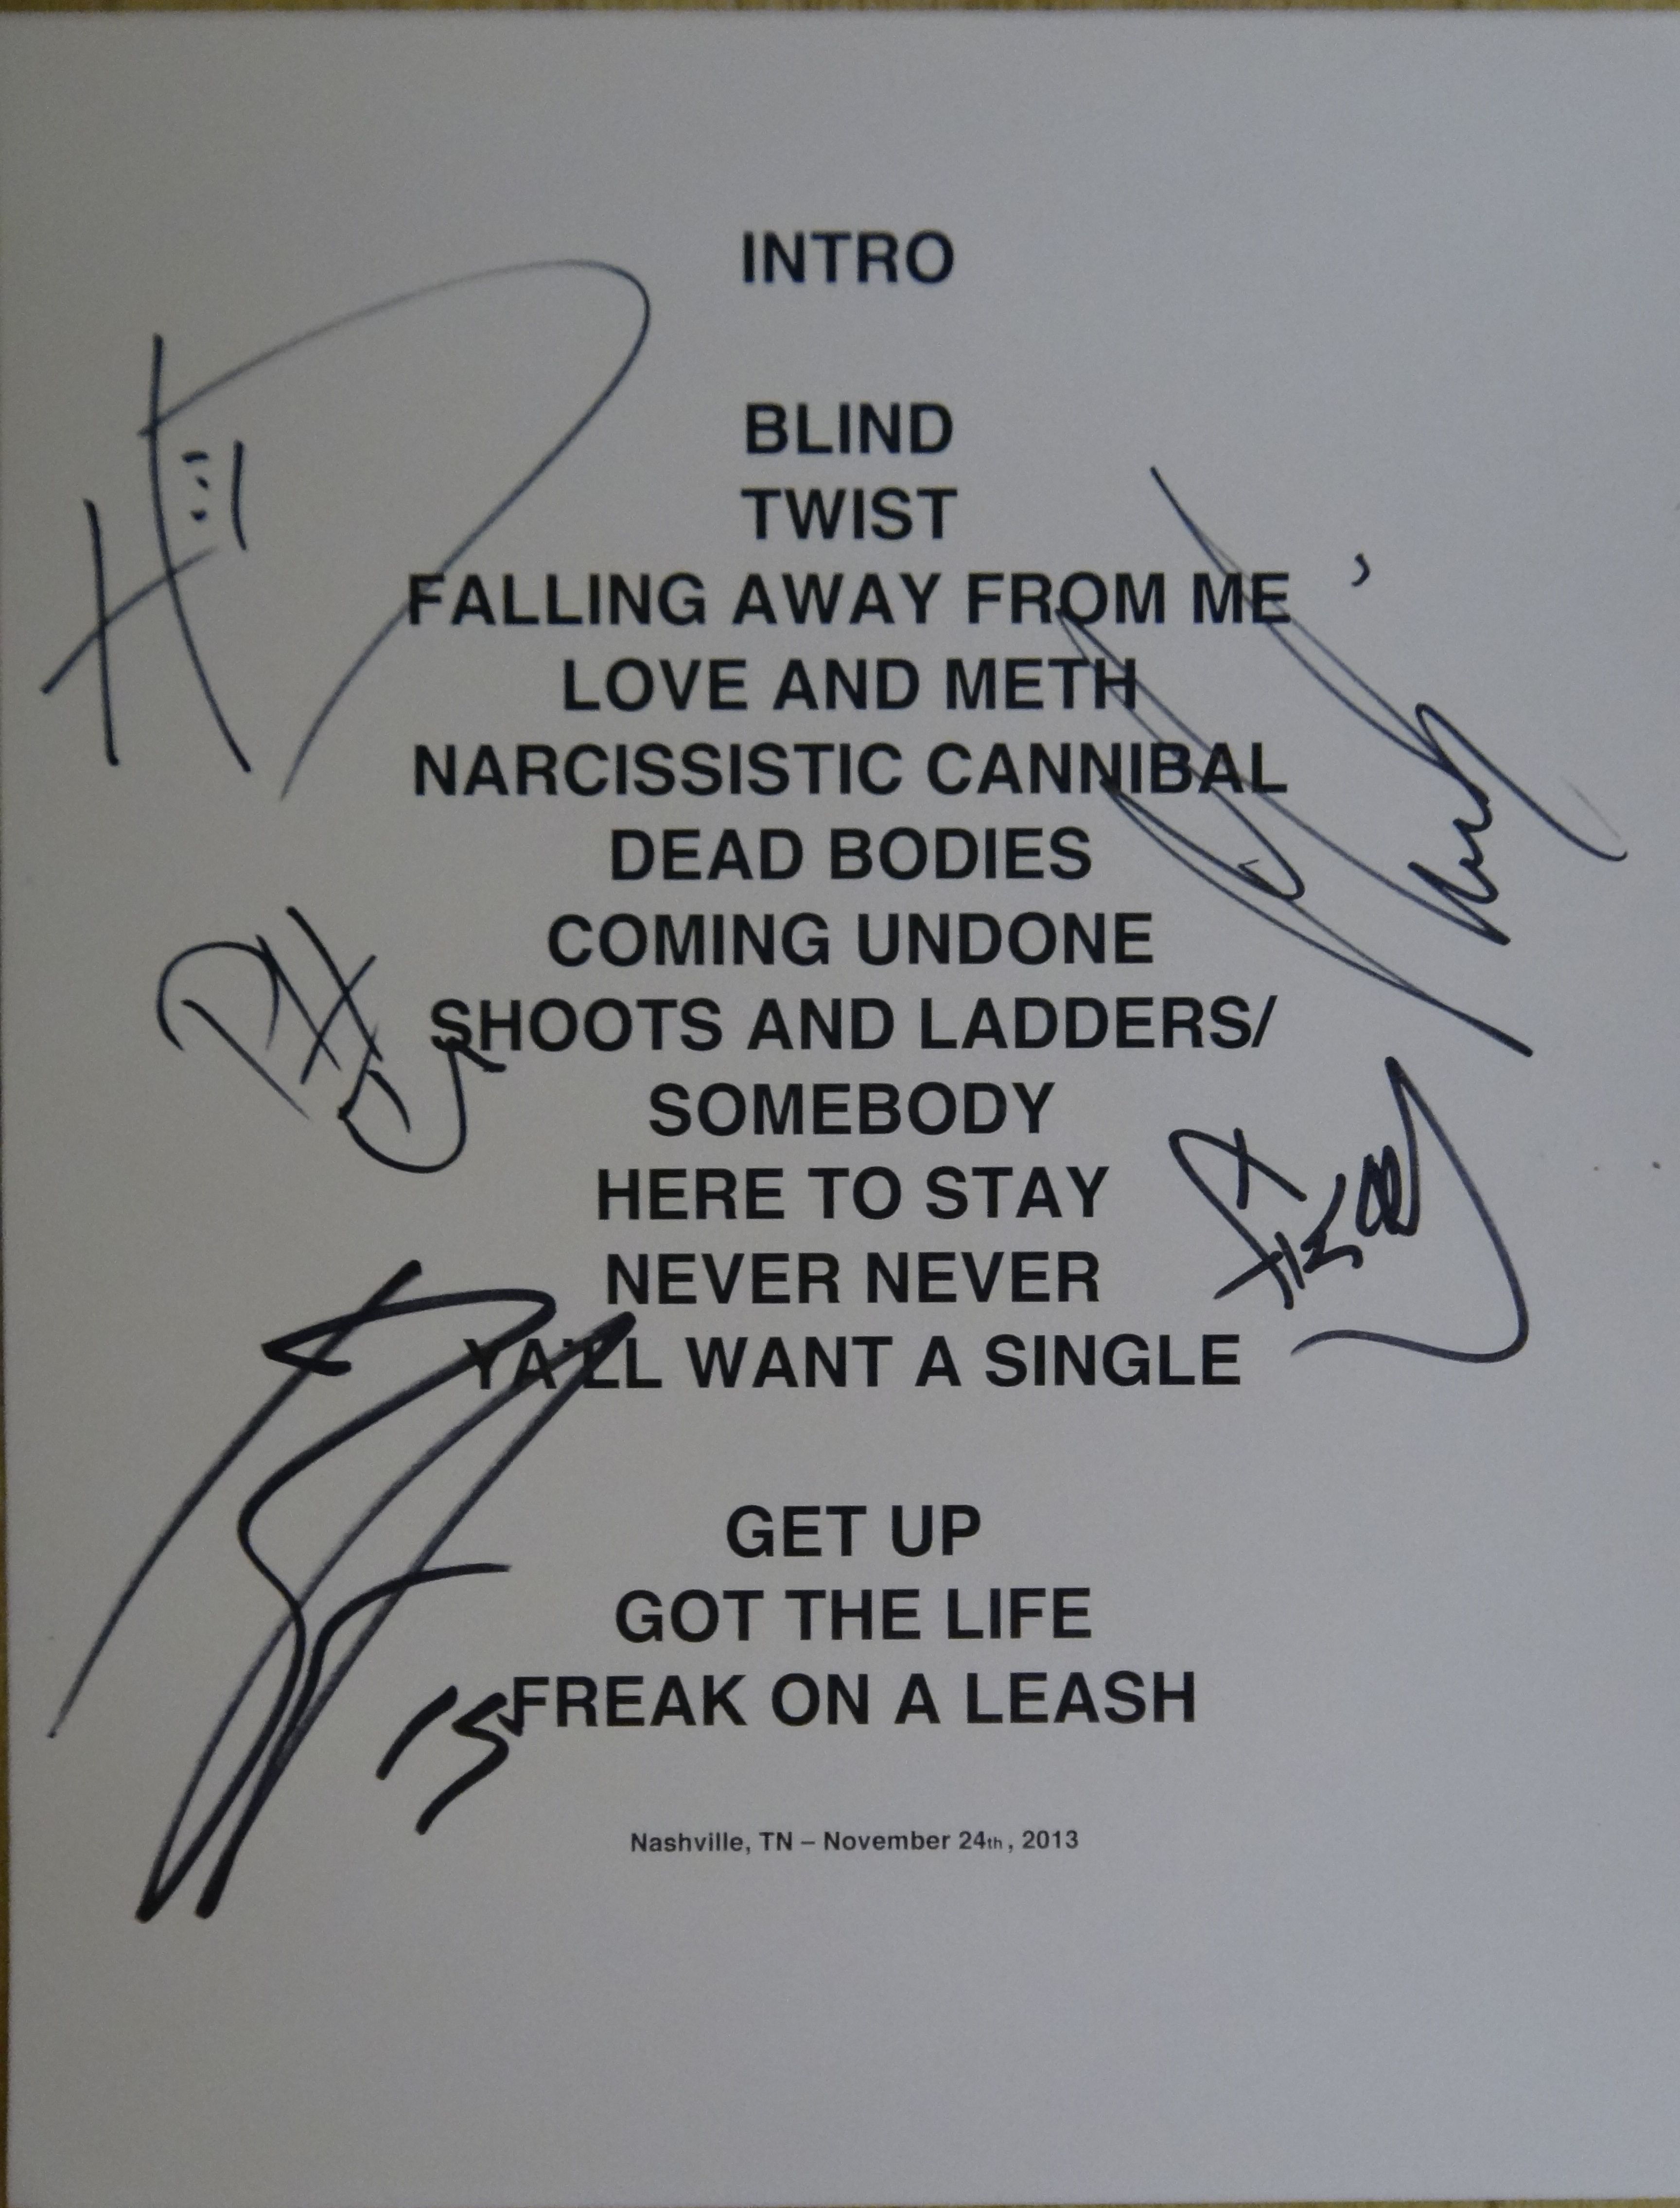 INTRO
BLIND
TWIST
FALLING AWAY FROM ME
LOVE AND METH
NARCISSISTIC CANNIBAL
DEAD BODIES
COMING UNDONE
SHOOTS AND LADDERS/
SOMEBODY
HERE TO STAY
NEVER NEVER
YA'LL WANT A SINGLE
GET UP
GOT THE LIFE
FREAK ON A LEASH
15
Nashville, TN – November 24th, 2013